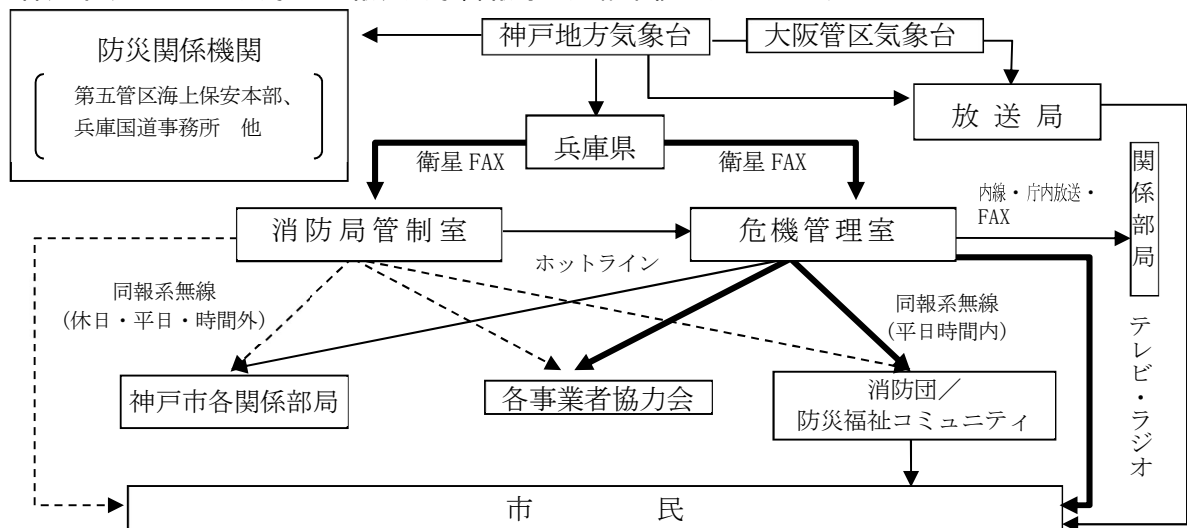 神戸地方気象台
大阪管区気象台
防災関係機関
第五管区海上保安本部、
兵庫国道事務所 他
放送局
兵庫県
衛星 FAX
衛星 FAX
関係部局
内線・庁内放送・
FAX
消防局管制室
危機管理室
ホットライン
同報系無線
(休日・平日・時間外)
同報系無線
(平日時間内)
テレビ・ラジオ
神戸市各関係部局
各事業者協力会
消防団／
防災福祉コミュニティ
市民